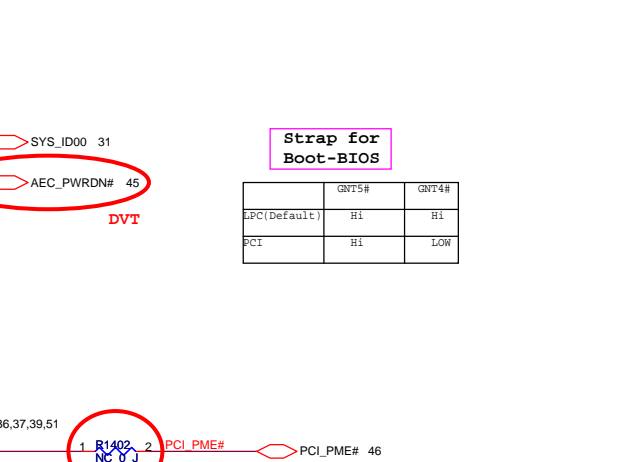 Strap for
Boot-BIOS
SYS_ID00 31
AEC_PWRDN# 45
DVT
GNT5# GNT4#
LPC(Default) Hi Hi
PCI Hi LOW
36,37,39,51
1 R1402 2 PCI_PME# PCI_PME# 46
NC 0 J